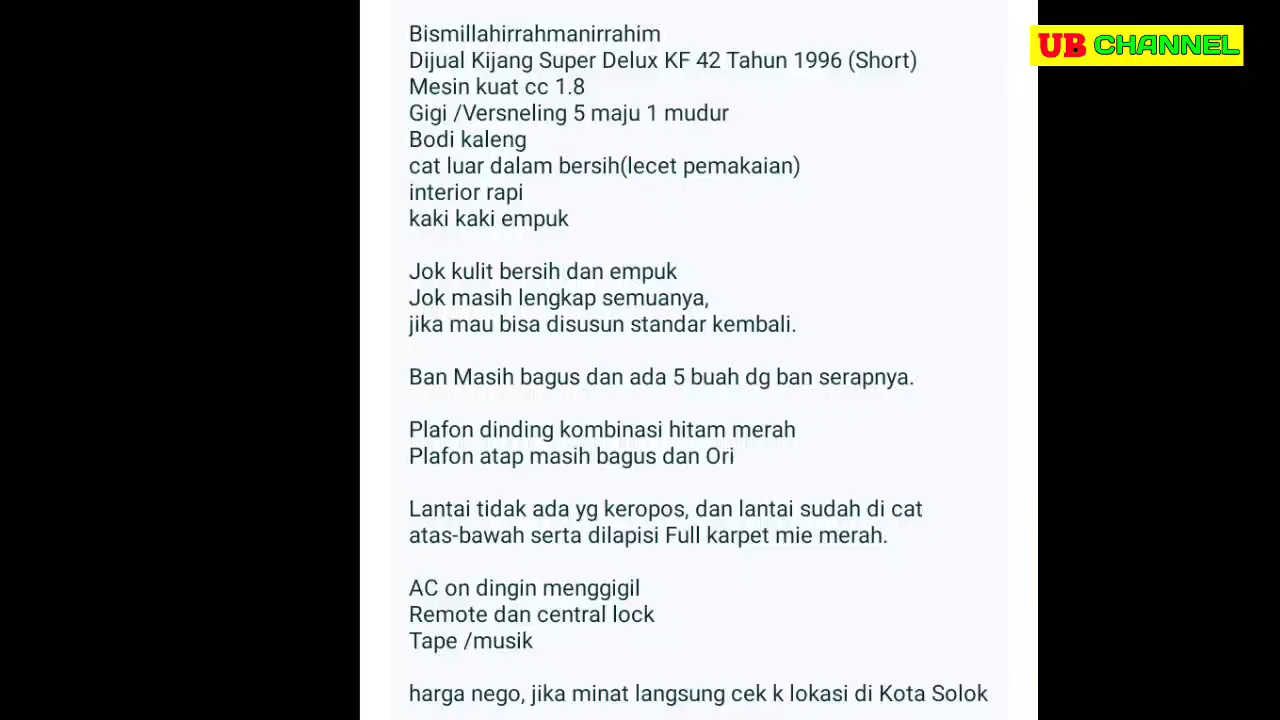 UB CHANNEL
Bismillahirrahmanirrahim
Dijual Kijang Super Delux KF 42 Tahun 1996 (Short)
Mesin kuat cc 1.8
Gigi /Versneling 5 maju 1 mudur
Bodi kaleng
cat luar dalam bersih(lecet pemakaian)
interior rapi
kaki kaki empuk
Jok kulit bersih dan empuk
Jok masih lengkap semuanya,
jika mau bisa disusun standar kembali.
Ban Masih bagus dan ada 5 buah dg ban serapnya.
Plafon dinding kombinasi hitam merah
Plafon atap masih bagus dan Ori
Lantai tidak ada yg keropos, dan lantai sudah di cat
atas-bawah serta dilapisi Full karpet mie merah.
AC on dingin menggigil
Remote dan central lock
Tape /musik
harga nego, jika minat langsung cek k lokasi di Kota Solok